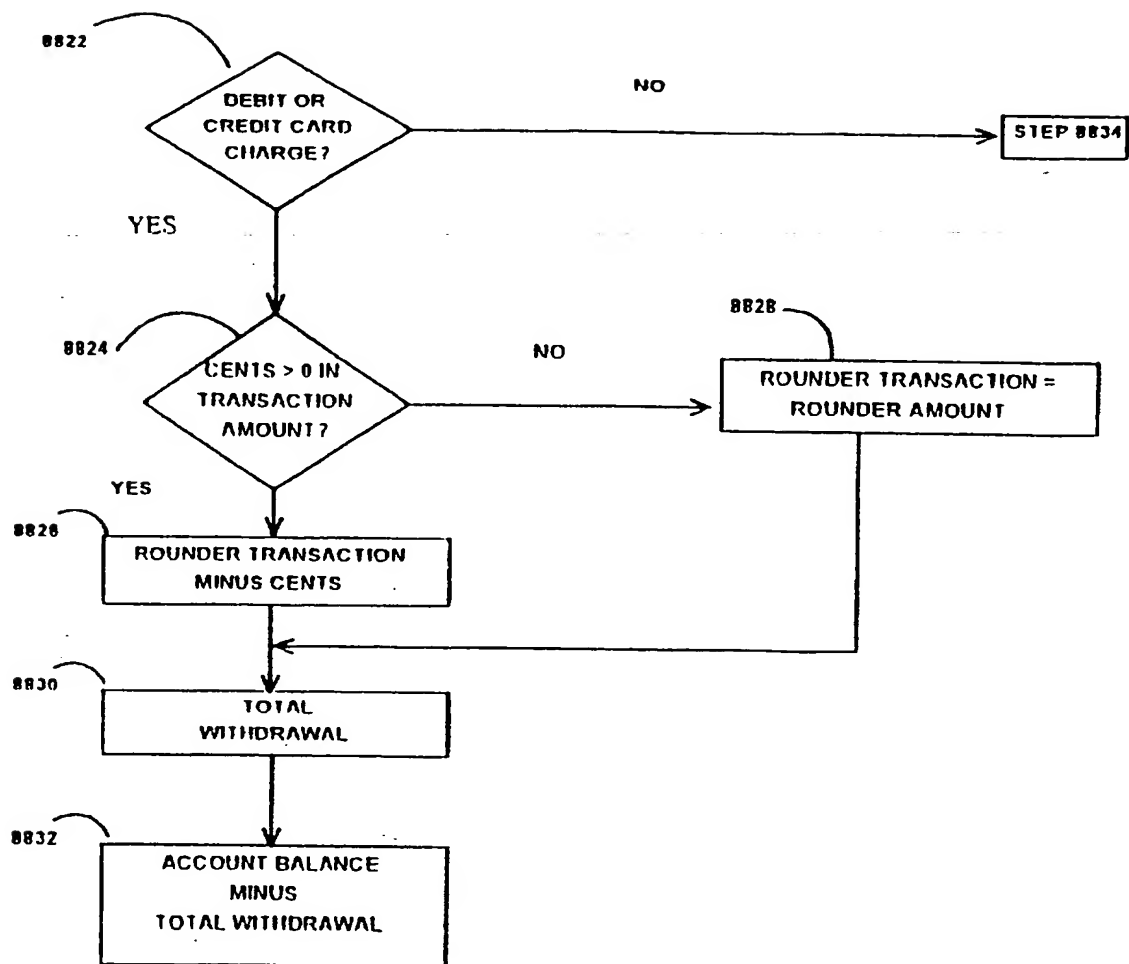 8822
DEBIT OR
CREDIT CARD
CHARGE?
NO
STEP 8834
YES
8824
CENTS > 0 IN
TRANSACTION
AMOUNT?
NO
8828
ROUNDER TRANSACTION =
ROUNDER AMOUNT
YES
8826
ROUNDER TRANSACTION
MINUS CENTS
8830
TOTAL
WITHDRAWAL
8832
ACCOUNT BALANCE
MINUS
TOTAL WITHDRAWAL